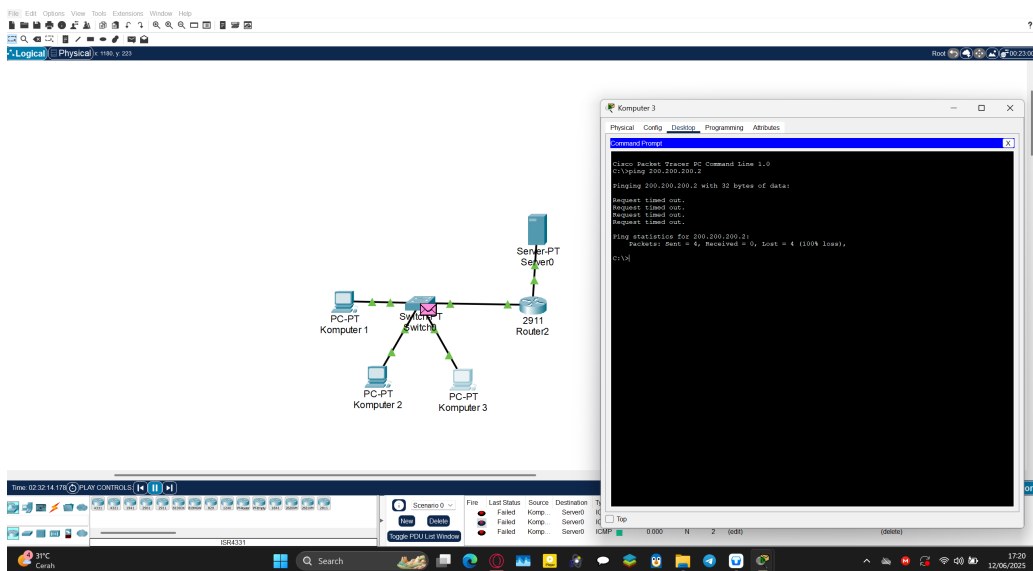 File Edit Options View Tools Extensions Window Help
?
Logical Physical x: 1180, y: 223
Root 00:23:00
Komputer 3
Physical Config Desktop Programming Attributes
Command Prompt X
Cisco Packet Tracer PC Command Line 1.0
C:\>ping 200.200.200.2
Pinging 200.200.200.2 with 32 bytes of data:
Request timed out.
Request timed out.
Request timed out.
Request timed out.
Ping statistics for 200.200.200.2:
Packets: Sent = 4, Received = 0, Lost = 4 (100% loss),
C:\>
Top
Server-PT
Server0
PC-PT
Komputer 1
Switch-PT
Switch0
2911
Router2
PC-PT
Komputer 2
PC-PT
Komputer 3
Time: 02:32:14.178 PLAY CONTROLS:
Scenario 0
New Delete
Toggle PDU List Window
Fire Last Status Source Destination
Failed Komp... Server0
Failed Komp... Server0
Failed Komp... Server0 ICMP 0.000 N 2 (edit) (delete)
ISR4331
31°C
Cerah
Search
17:20
12/06/2025